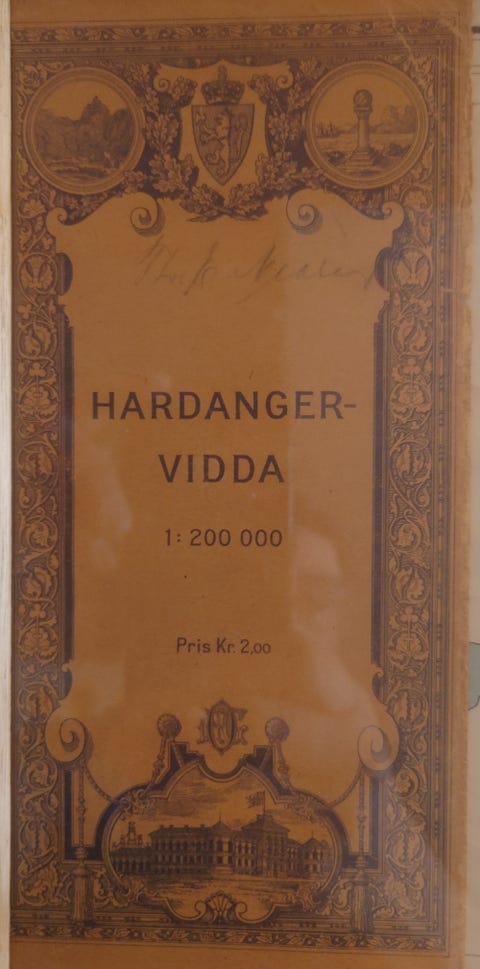 HARDANGER-
VIDDA
1: 200 000
Pris Kr. 2,00